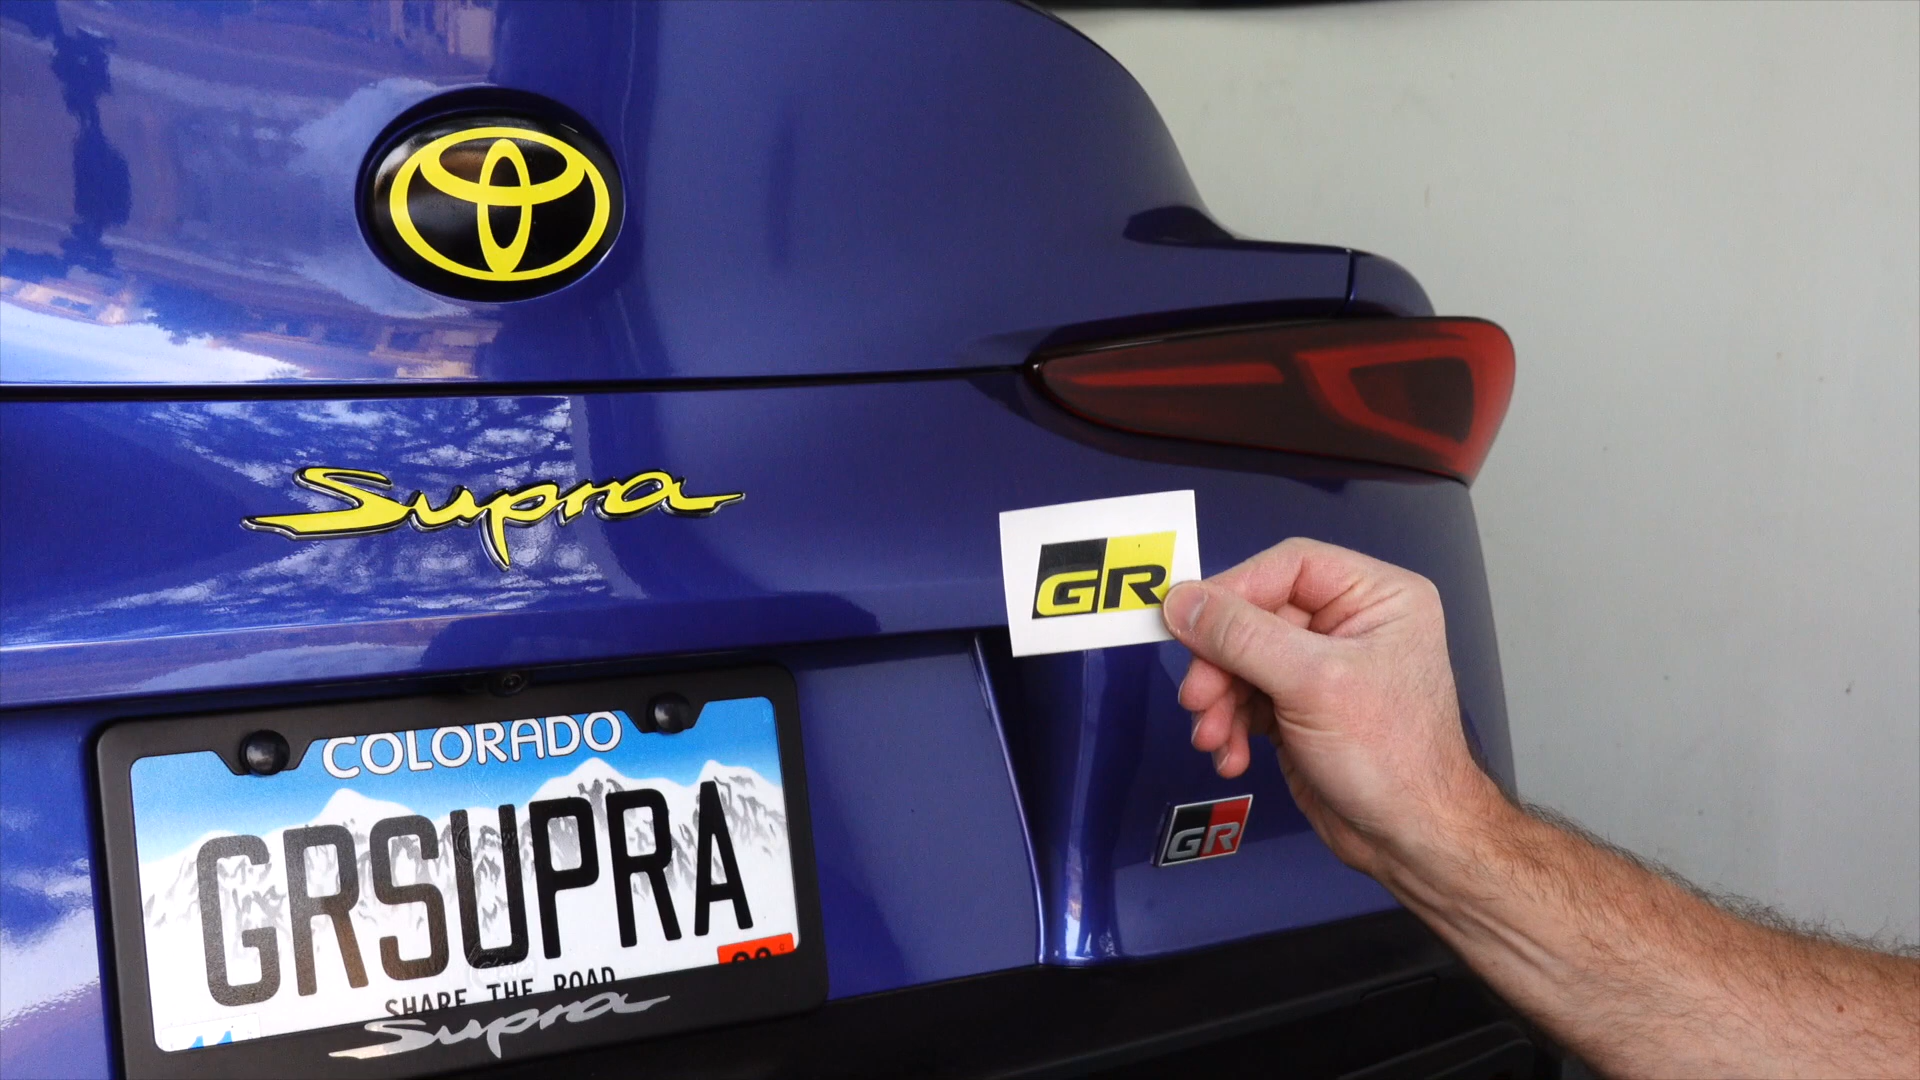 Supra
GR
COLORADO
GRSUPRA
SHARE THE ROAD
Supra
GR